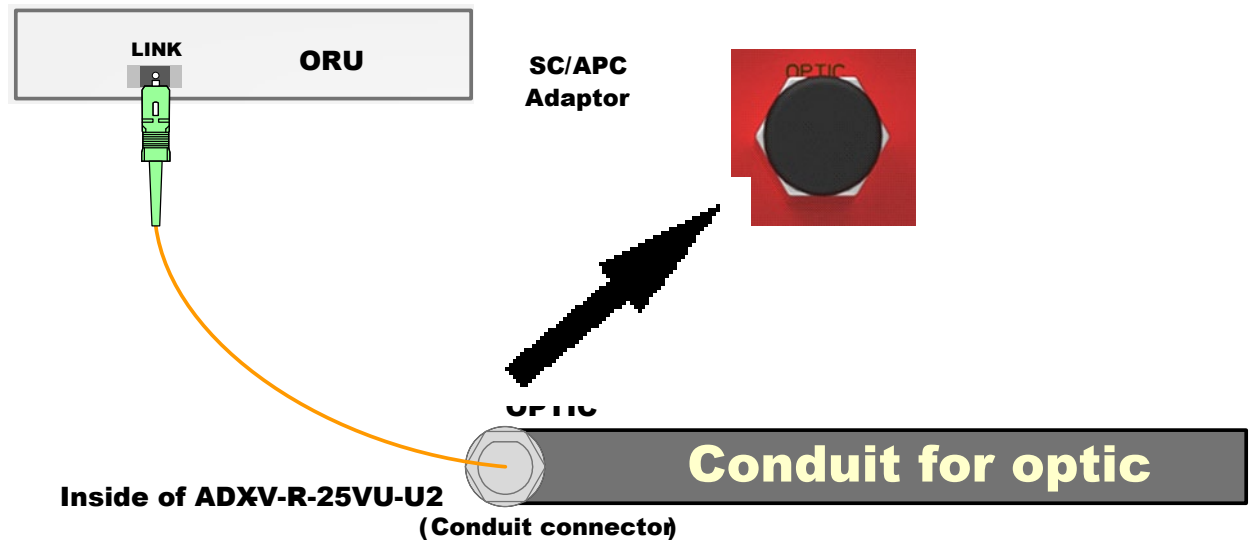 LINK
ORU
SC/APC
Adaptor
OPTIC
OPTIC
Conduit for optic
Inside of ADXV-R-25VU-U2
(Conduit connector)